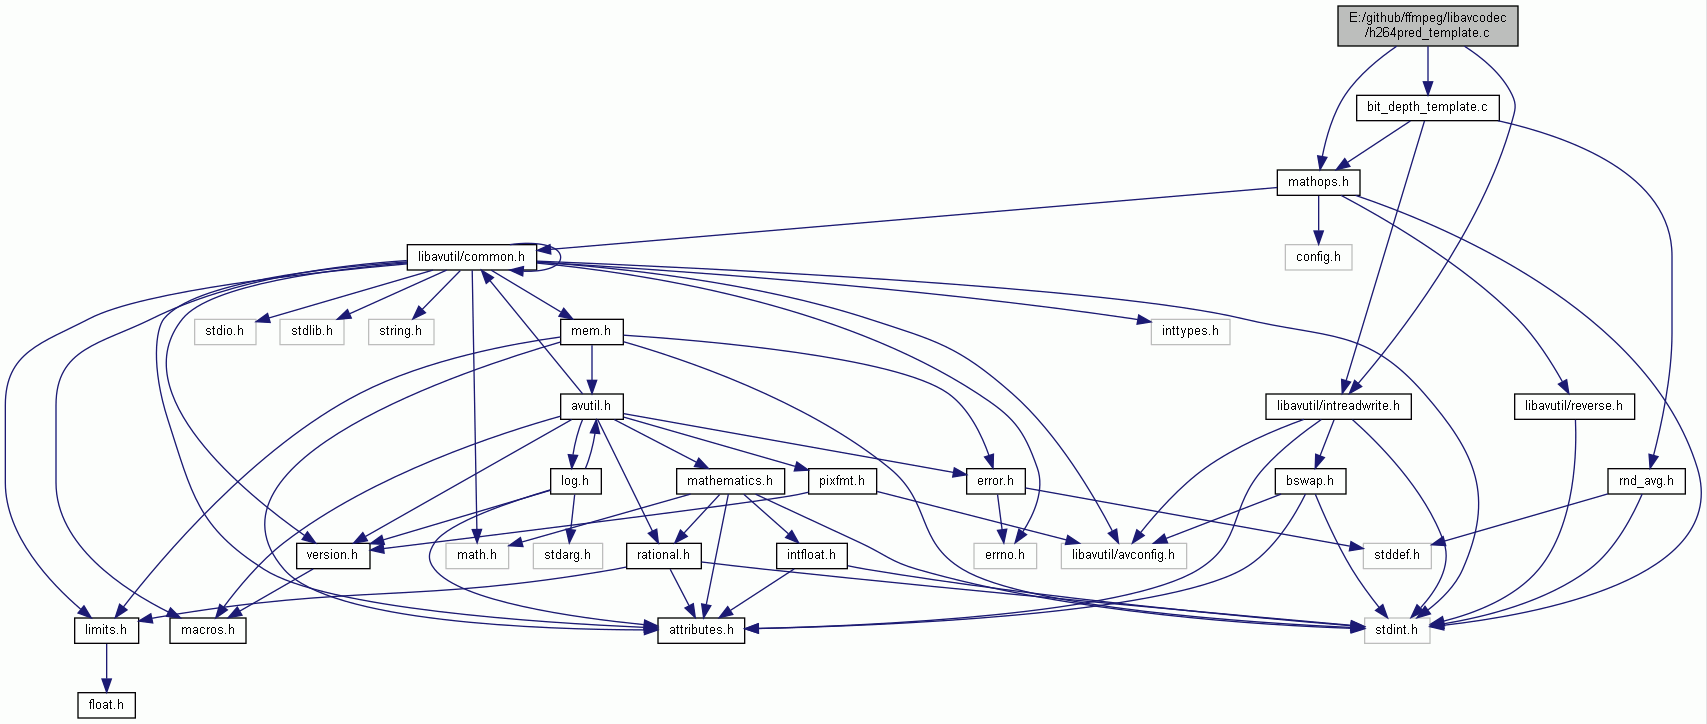 E:/github/ffmpeg/libavcodec
/h264pred_template.c
bit_depth_template.c
mathops.h
libavutil/common.h
config.h
stdio.h
stdlib.h
string.h
mem.h
inttypes.h
avutil.h
libavutil/intreadwrite.h
libavutil/reverse.h
log.h
mathematics.h
pixfmt.h
error.h
bswap.h
rnd_avg.h
version.h
math.h
stdarg.h
rational.h
intfloat.h
errno.h
libavutil/avconfig.h
stddef.h
limits.h
macros.h
attributes.h
stdint.h
float.h